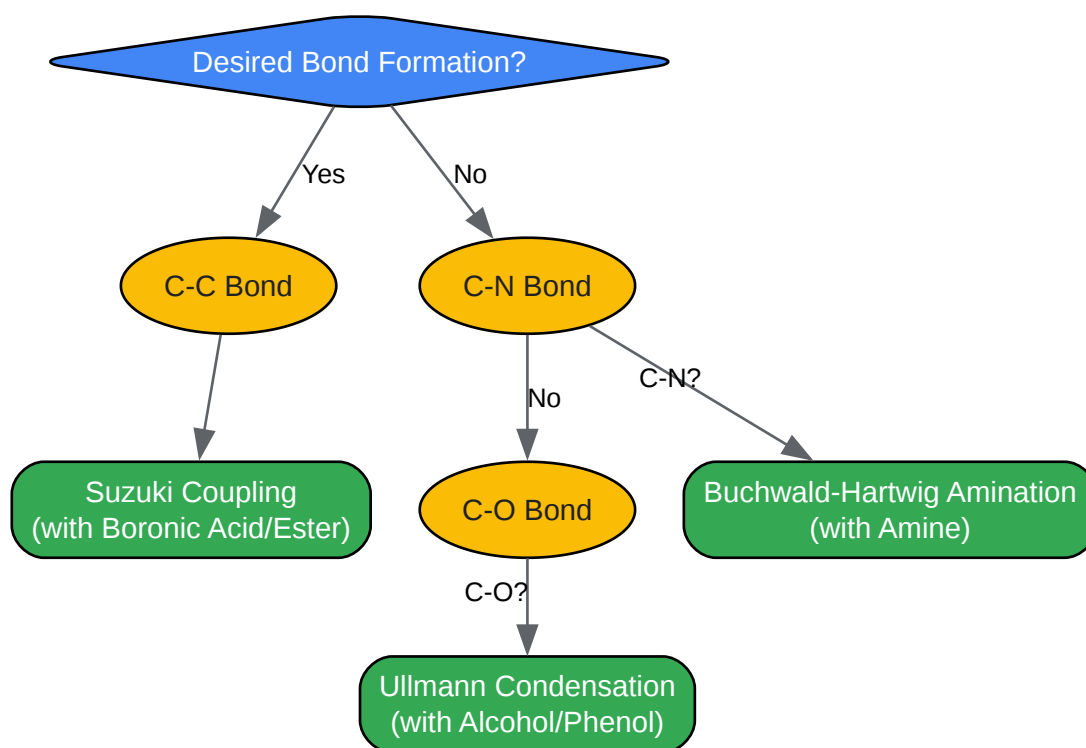 Desired Bond Formation?
Yes
No
C-C Bond
C-N Bond
C-N?
No
Suzuki Coupling
(with Boronic Acid/Ester)
C-O Bond
Buchwald-Hartwig Amination
(with Amine)
C-O?
Ullmann Condensation
(with Alcohol/Phenol)